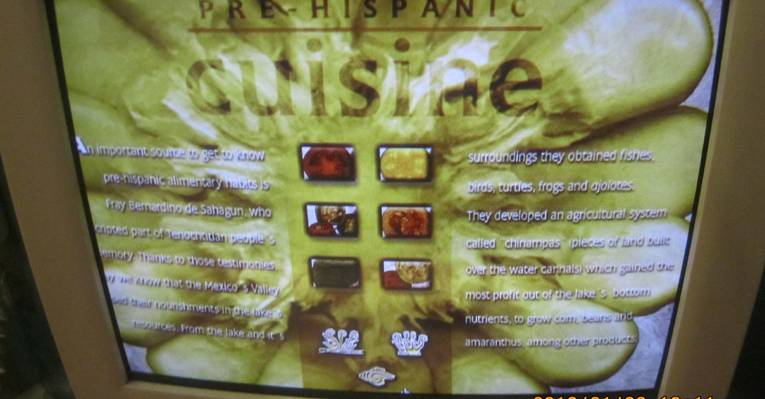 PRE-HISPANIC
cuisine
An important source to get to know
pre-hispanic alimentary habits is
Fray Bernardino de Sahagún, who
part of Tenochtitlan people´s
Thanks to those testimonies
we know that the Mexico´s Valley
their nourishments in the lake´s
resources. From the lake and it´s
surroundings they obtained fishes,
birds, turtles, frogs and ajolotes.
They developed an agricultural system
called ¨chinampas¨ (pieces of land built
over the water cannals) which gained the
most profit out of the lake´s bottom
nutrients, to grow corn, beans and
amaranthus, among other products.